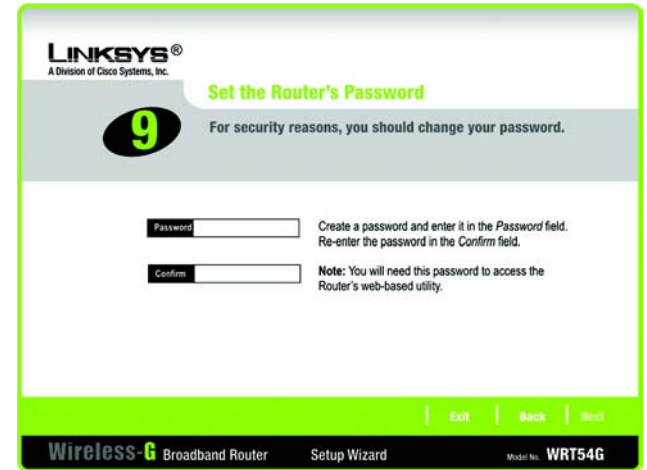 LINKSYS®
A Division of Cisco Systems, Inc.
Set the Router's Password
9
For security reasons, you should change your password.
Password
Create a password and enter it in the Password field.
Re-enter the password in the Confirm field.
Confirm
Note: You will need this password to access the
Router's web-based utility.
Exit
Back
Next
Wireless-G Broadband Router
Setup Wizard
Model No. WRT54G